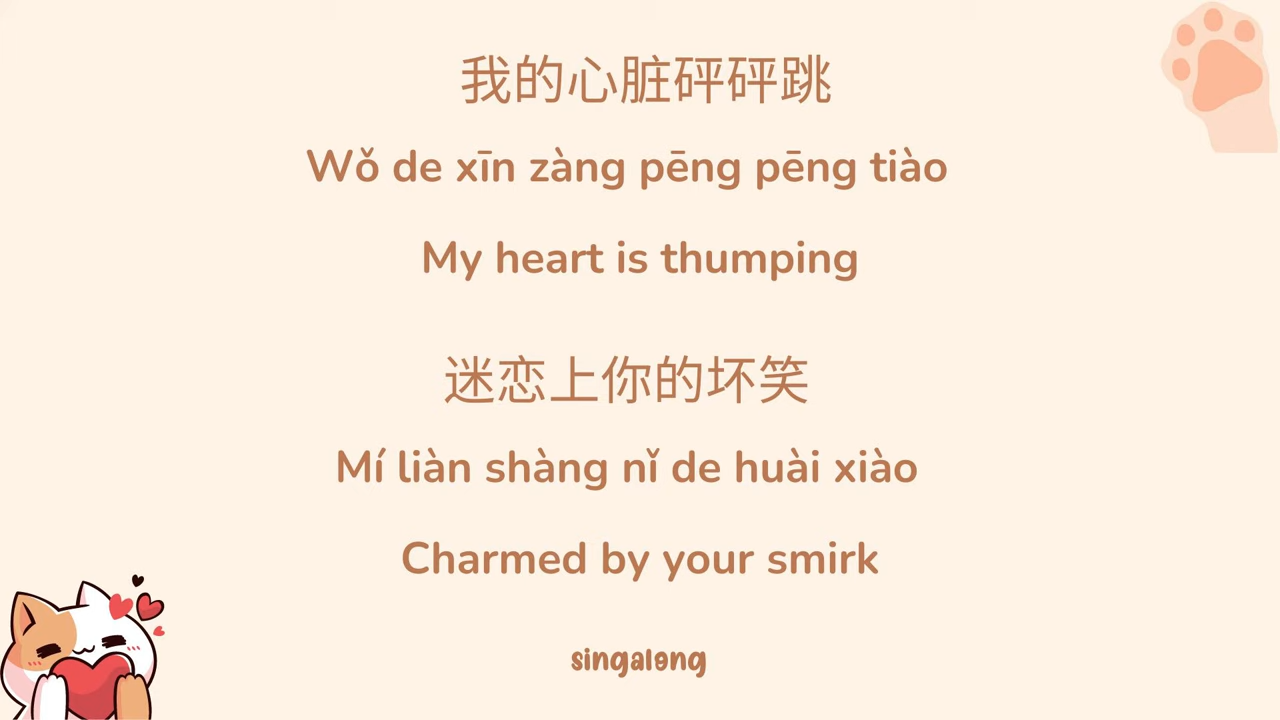 我的心脏砰砰跳
Wǒ de xīn zàng pēng pēng tiào
My heart is thumping
迷恋上你的坏笑
Mí liàn shàng nǐ de huài xiào
Charmed by your smirk
singalong